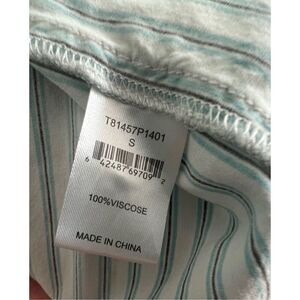 T81457P1401
S
6 42487 69709 2
100%VISCOSE
MADE IN CHINA